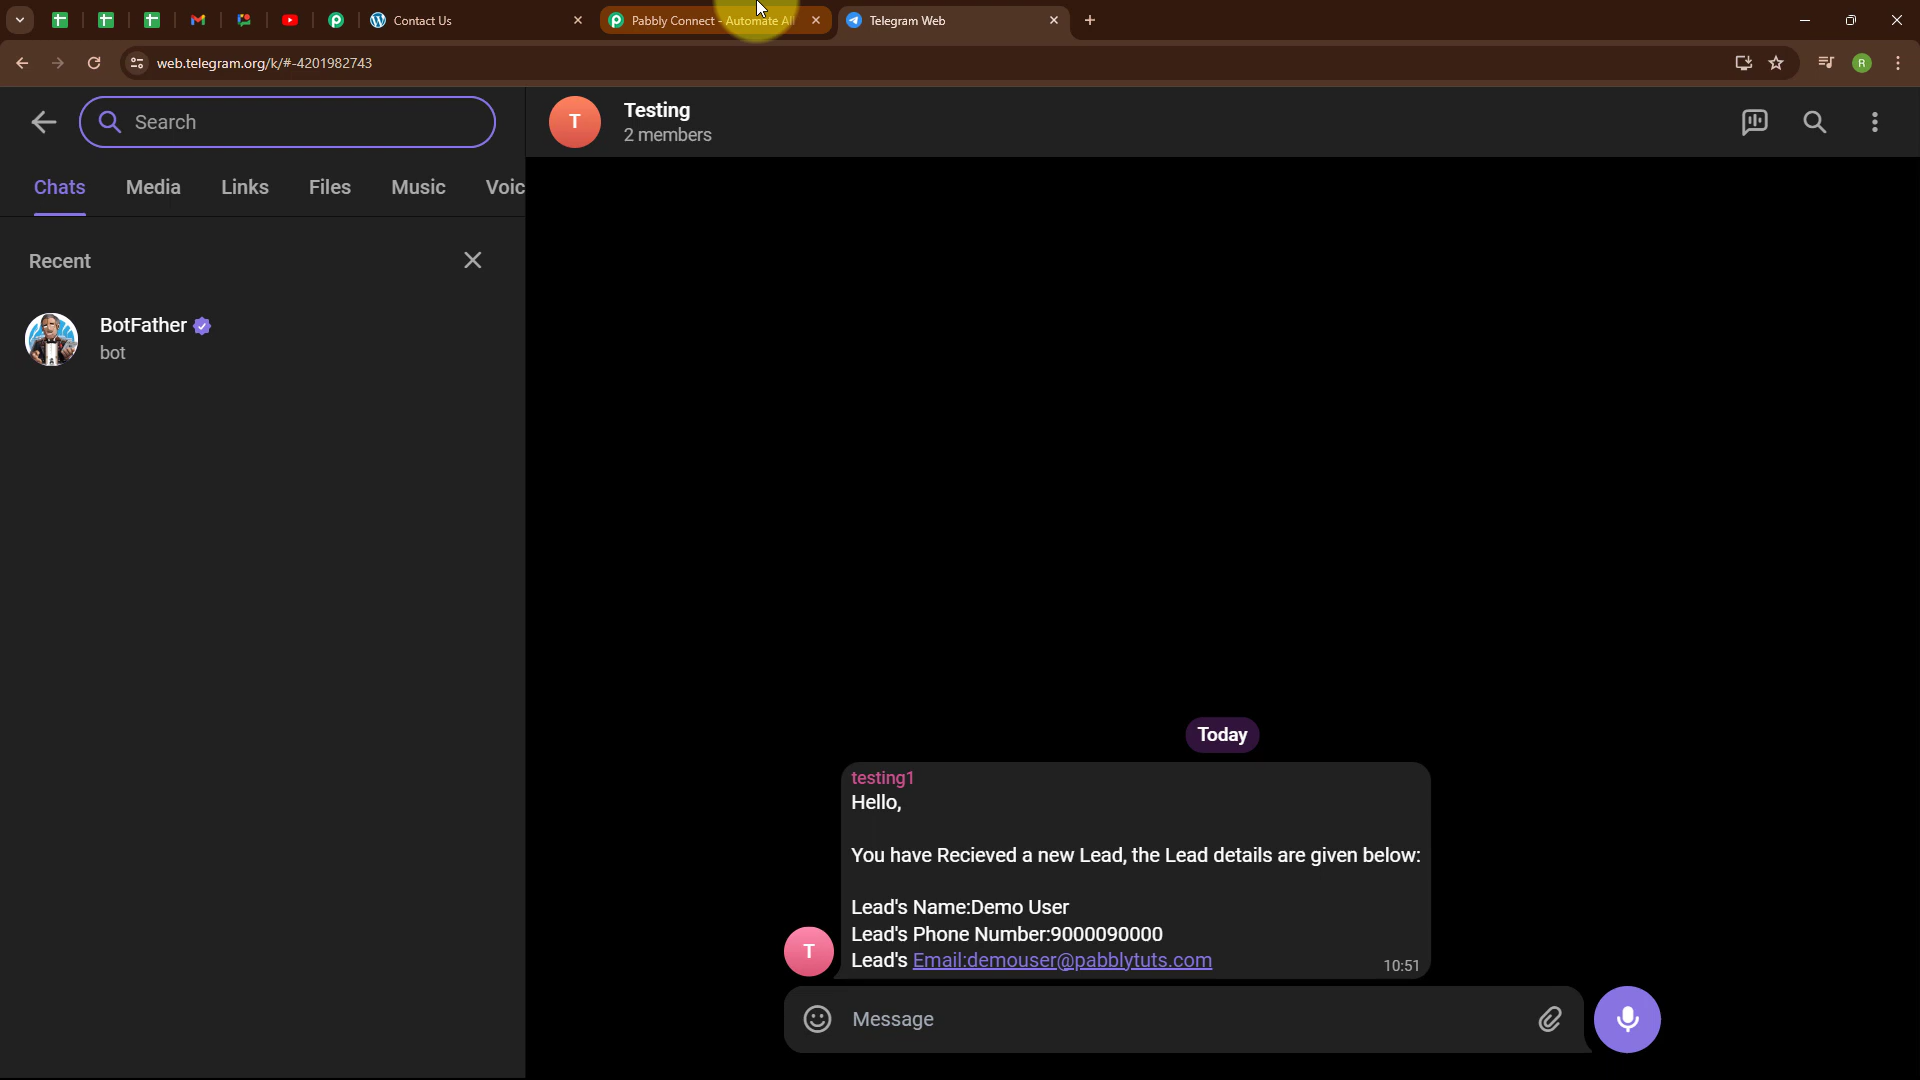 Contact Us
Pabbly Connect - Automate All
Telegram Web
web.telegram.org/k/#-4201982743
R
Search
T
Testing
2 members
Chats Media Links Files Music Voic
Recent
BotFather
bot
Today
testing1
Hello,
You have Recieved a new Lead, the Lead details are given below:
Lead's Name:Demo User
Lead's Phone Number:9000090000
Lead's Email:demouser@pabblytuts.com
10:51
T
Message